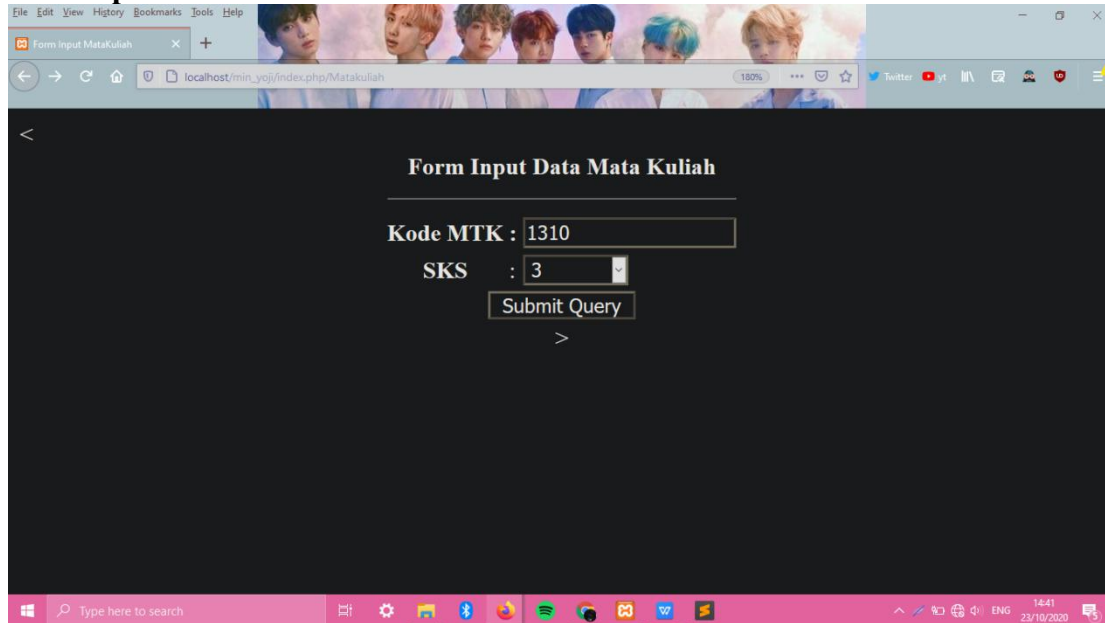 File Edit View History Bookmarks Tools Help
Form Input MataKuliah
localhost/min_yoji/index.php/Matakuliah
180%
Twitter
yt
<
Form Input Data Mata Kuliah
Kode MTK : 1310
SKS : 3
Submit Query
>
Type here to search
ENG
14:41
23/10/2020